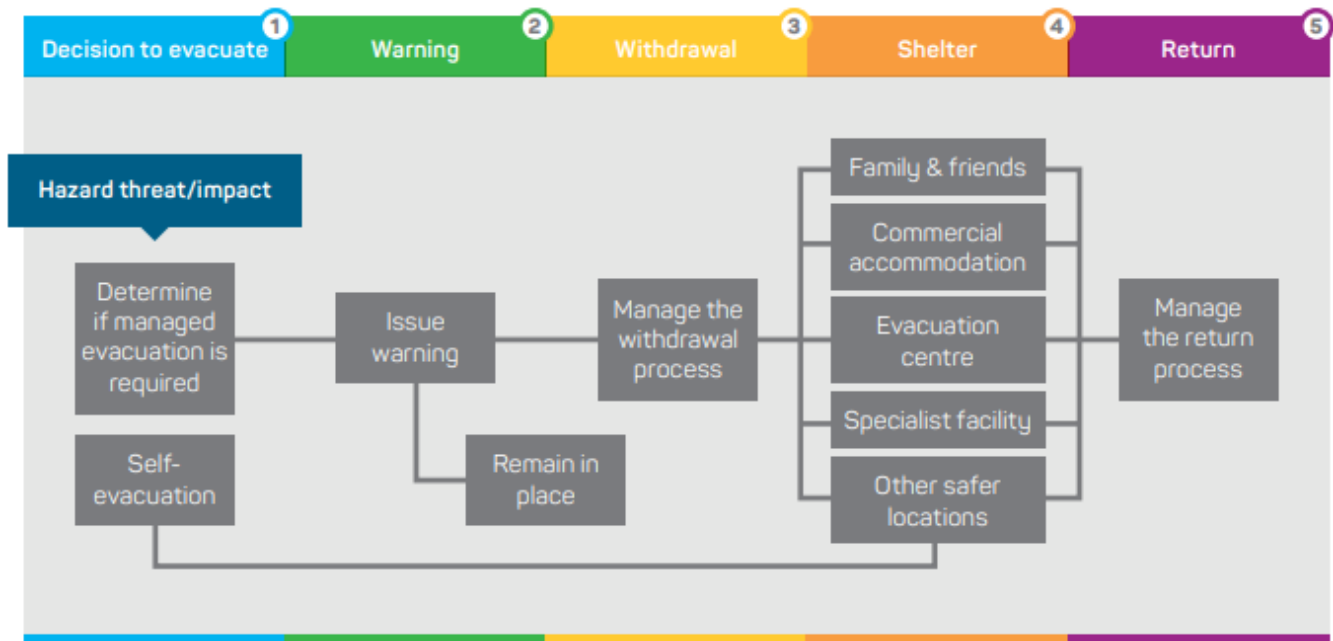 Decision to evacuate
1
Warning
2
Withdrawal
3
Shelter
4
Return
5
Hazard threat/impact
Determine
if managed
evacuation is
required
Self-
evacuation
Issue
warning
Remain in
place
Manage the
withdrawal
process
Family & friends
Commercial
accommodation
Evacuation
centre
Specialist facility
Other safer
locations
Manage
the return
process